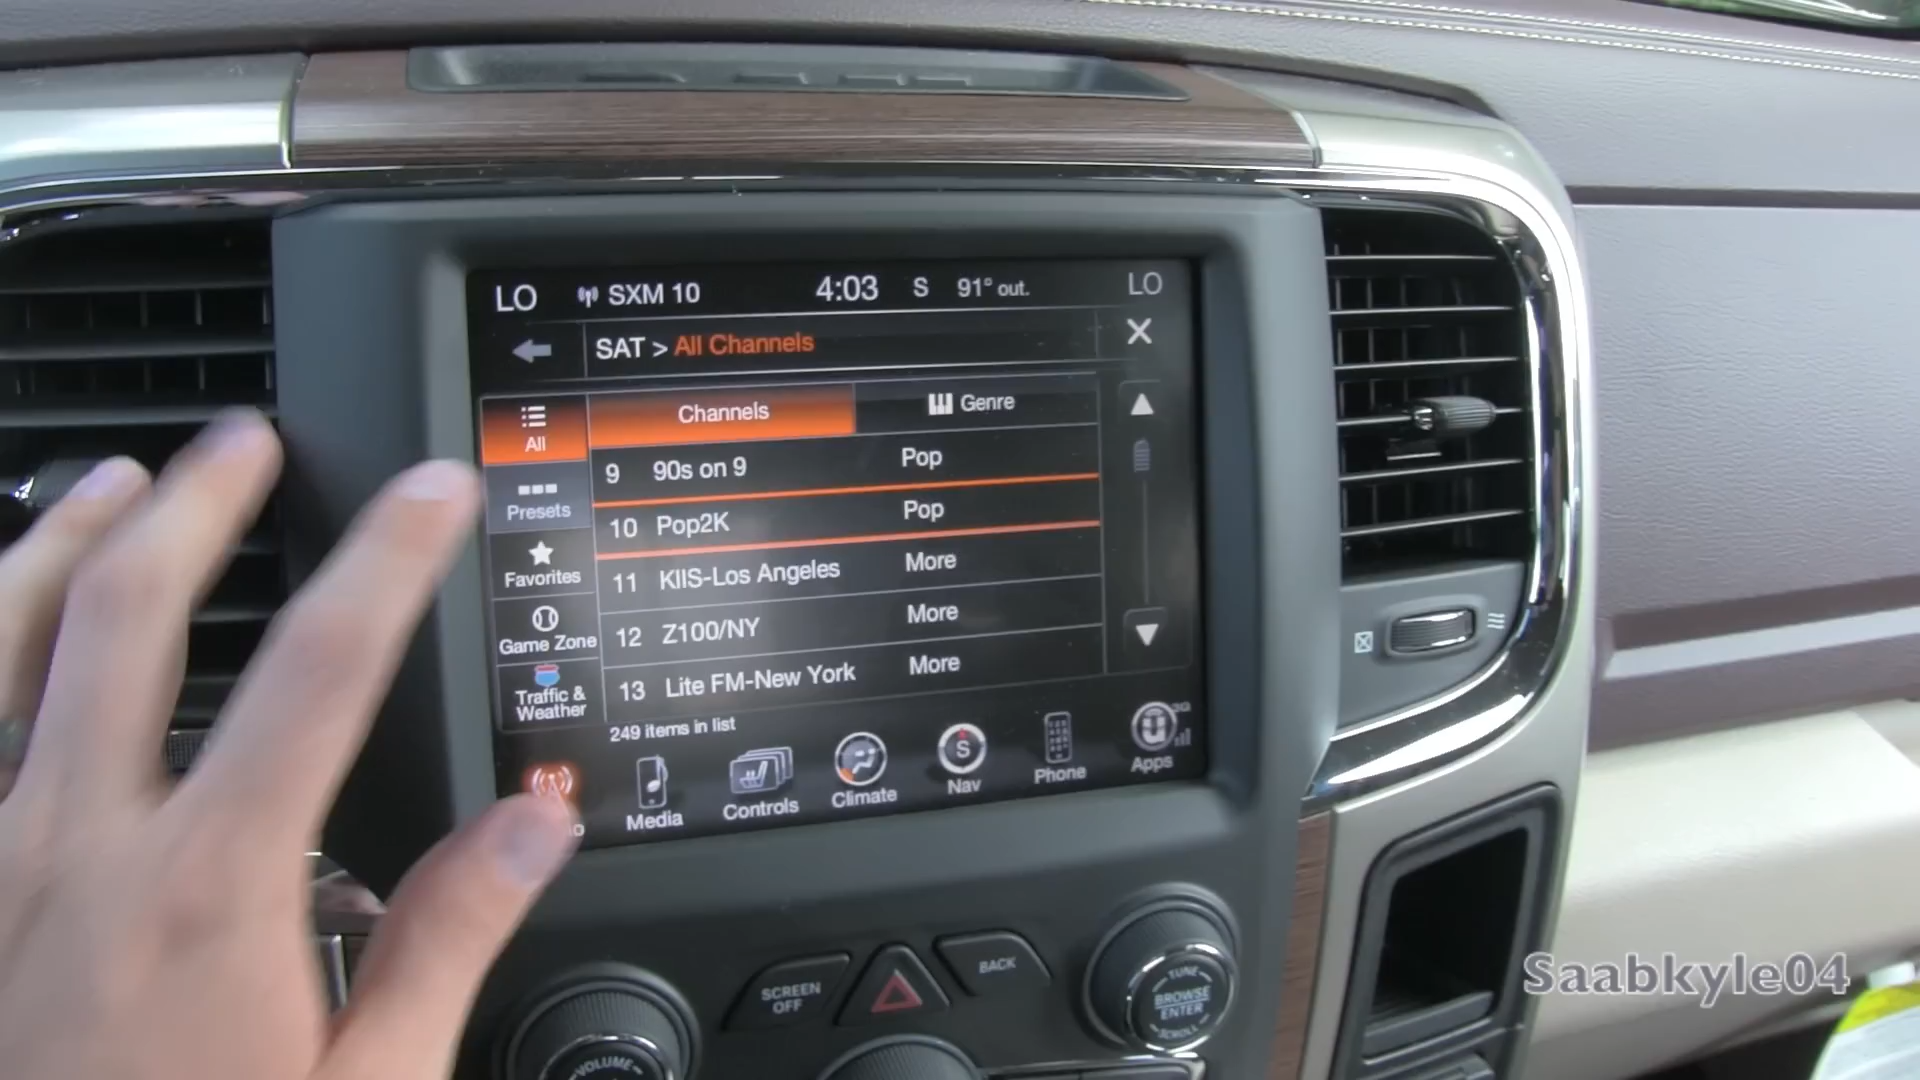 LO SXM 10 4:03 S 91° out. LO
SAT > All Channels X
All
Channels Genre
9 90s on 9 Pop
Presets
10 Pop2K Pop
Favorites
11 KIIS-Los Angeles More
Game Zone
12 Z100/NY More
Traffic & Weather
13 Lite FM-New York More
249 items in list
Media Controls Climate S Nav Phone 3G Apps
SCREEN OFF
BACK
TUNE
BROWSE
ENTER
SCROLL
VOLUME
Saabkyle04